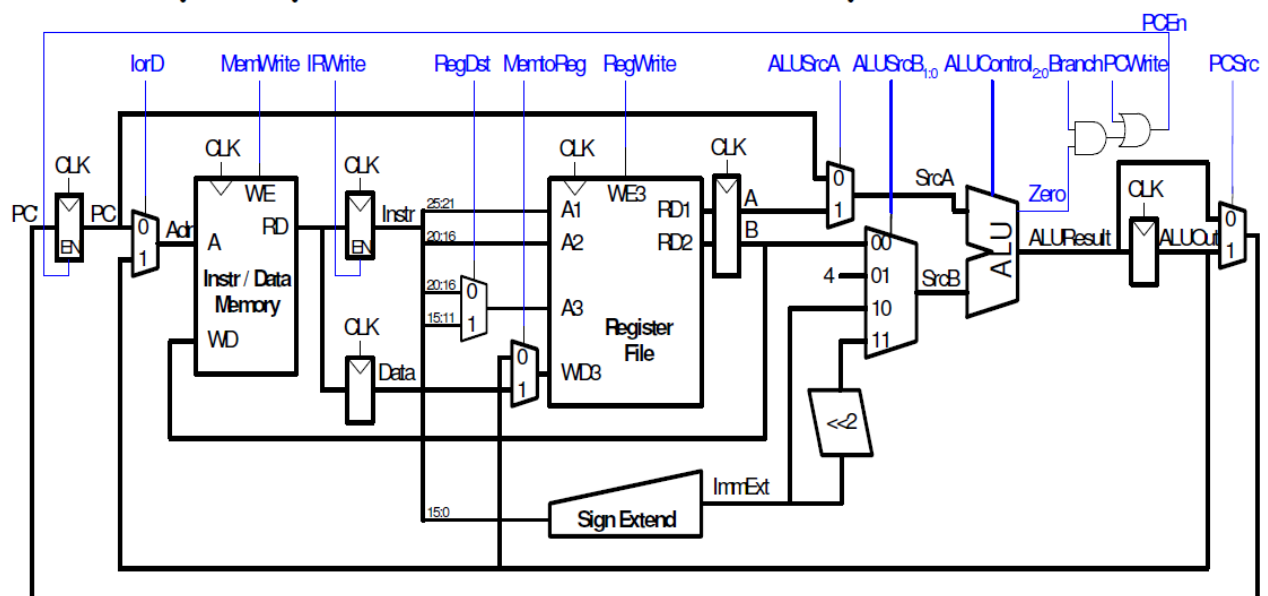 PCEn
IorD MemWrite IRWrite RegDst MemtoReg RegWrite ALUSrcA ALUSrcB1:0 ALUControl2:0 Branch PCWrite PCSrc
CLK CLK CLK CLK CLK CLK
PC PC EN
0 1 Adr
WE A RD
Instr / Data
Memory
WD
EN Instr
CLK
Data
25:21
20:16
20:16
15:11
15:0
0 1
0 1
WE3
A1 RD1
A2 RD2
A3
WD3
Register
File
A
B
0 1
SrcA
00
4 01
10
11
SrcB
ALU
Zero
ALUResult
ALUOut
0 1
<<2
ImmExt
Sign Extend